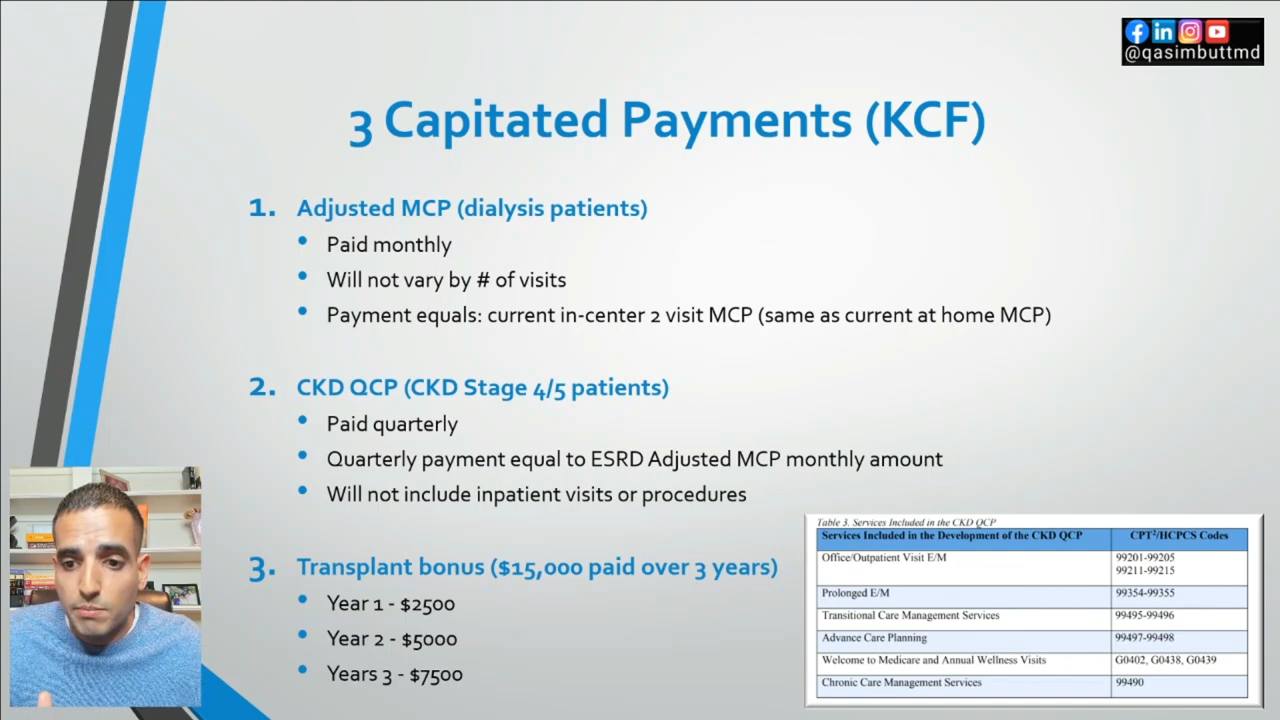 @qasimbuttmd
3 Capitated Payments (KCF)
1. Adjusted MCP (dialysis patients)
• Paid monthly
• Will not vary by # of visits
• Payment equals: current in-center 2 visit MCP (same as current at home MCP)
2. CKD QCP (CKD Stage 4/5 patients)
• Paid quarterly
• Quarterly payment equal to ESRD Adjusted MCP monthly amount
• Will not include inpatient visits or procedures
3. Transplant bonus ($15,000 paid over 3 years)
• Year 1 - $2500
• Year 2 - $5000
• Years 3 - $7500
Table 3. Services Included in the CKD QCP
Services Included in the Development of the CKD QCP CPT²/HCPCS Codes
Office/Outpatient Visit E/M 99201-99205
99211-99215
Prolonged E/M 99354-99355
Transitional Care Management Services 99495-99496
Advance Care Planning 99497-99498
Welcome to Medicare and Annual Wellness Visits G0402, G0438, G0439
Chronic Care Management Services 99490